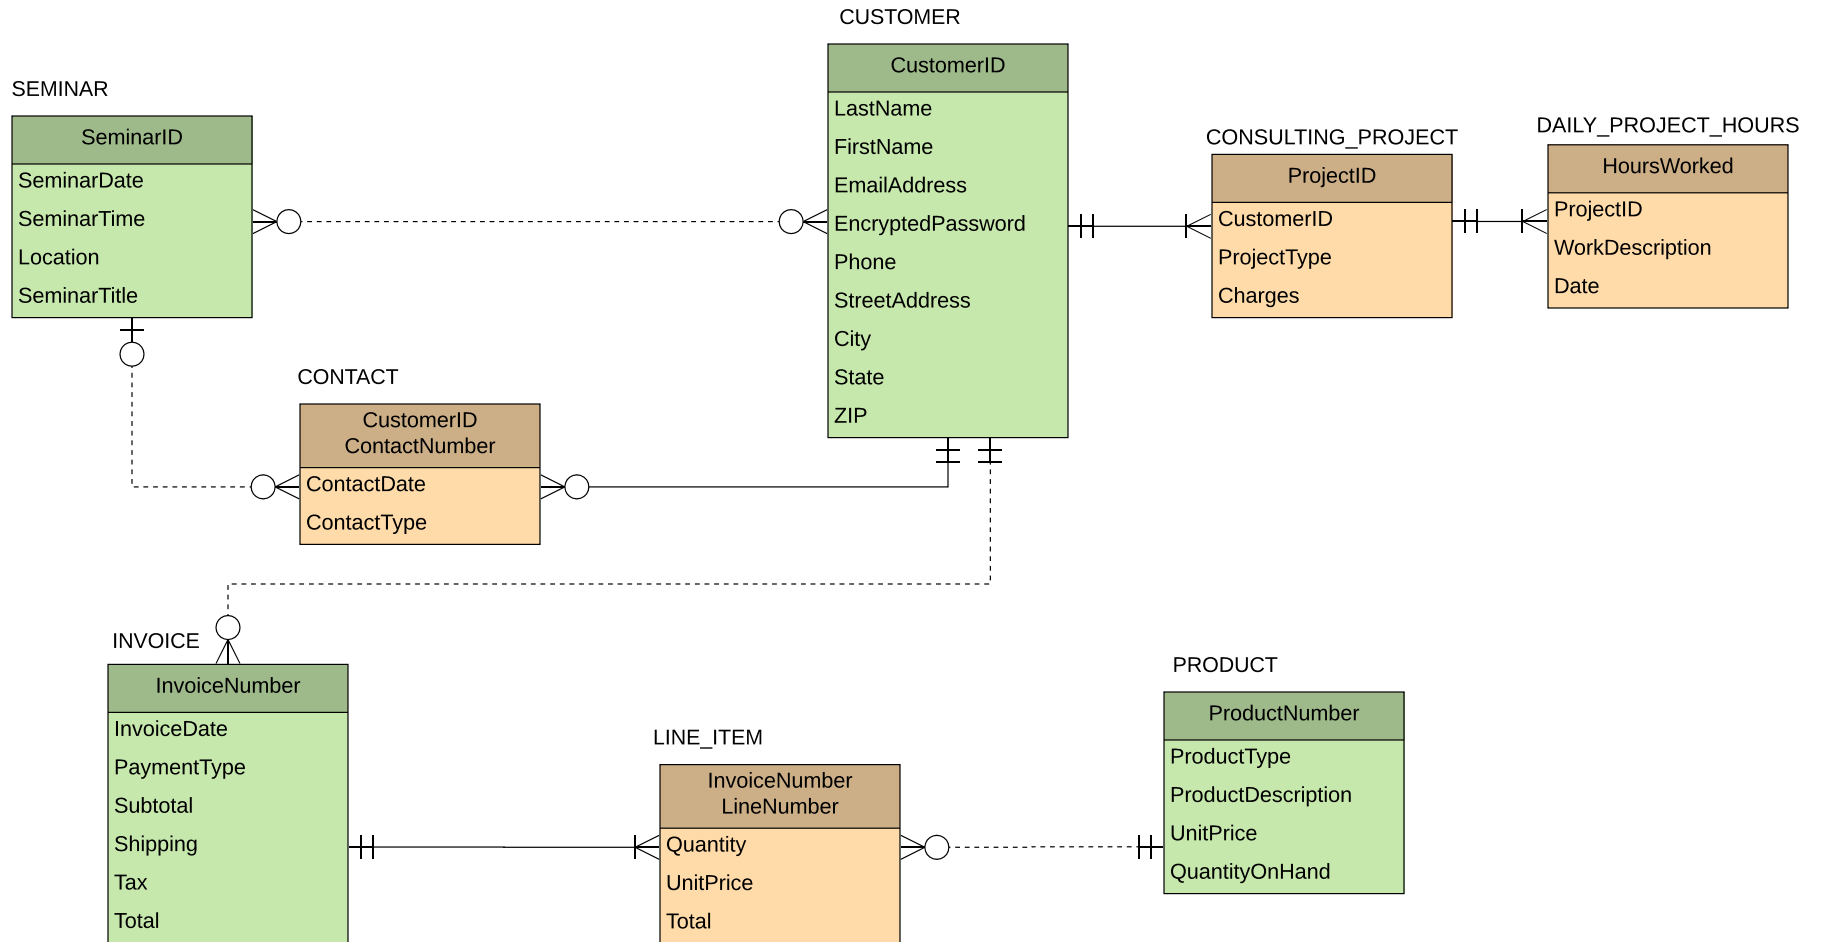 CUSTOMER
CustomerID
LastName
FirstName
EmailAddress
EncryptedPassword
Phone
StreetAddress
City
State
ZIP
SEMINAR
SeminarID
SeminarDate
SeminarTime
Location
SeminarTitle
CONSULTING_PROJECT
ProjectID
CustomerID
ProjectType
Charges
DAILY_PROJECT_HOURS
HoursWorked
ProjectID
WorkDescription
Date
CONTACT
CustomerID
ContactNumber
ContactDate
ContactType
INVOICE
InvoiceNumber
InvoiceDate
PaymentType
Subtotal
Shipping
Tax
Total
LINE_ITEM
InvoiceNumber
LineNumber
Quantity
UnitPrice
Total
PRODUCT
ProductNumber
ProductType
ProductDescription
UnitPrice
QuantityOnHand